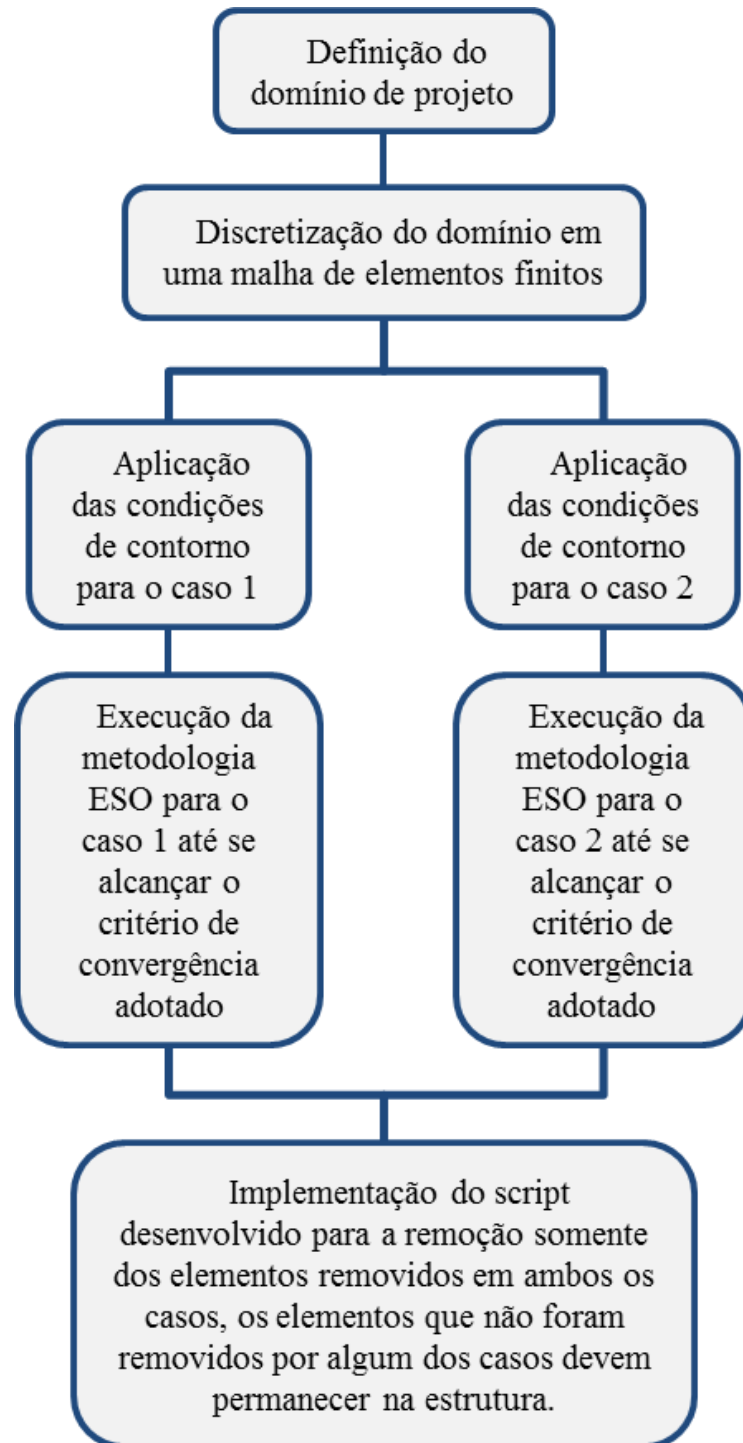 Definição do
domínio de projeto
Discretização do domínio em
uma malha de elementos finitos
Aplicação
das condições
de contorno
para o caso 1
Aplicação
das condições
de contorno
para o caso 2
Execução da
metodologia
ESO para o
caso 1 até se
alcançar o
critério de
convergência
adotado
Execução da
metodologia
ESO para o
caso 2 até se
alcançar o
critério de
convergência
adotado
Implementação do script
desenvolvido para a remoção somente
dos elementos removidos em ambos os
casos, os elementos que não foram
removidos por algum dos casos devem
permanecer na estrutura.